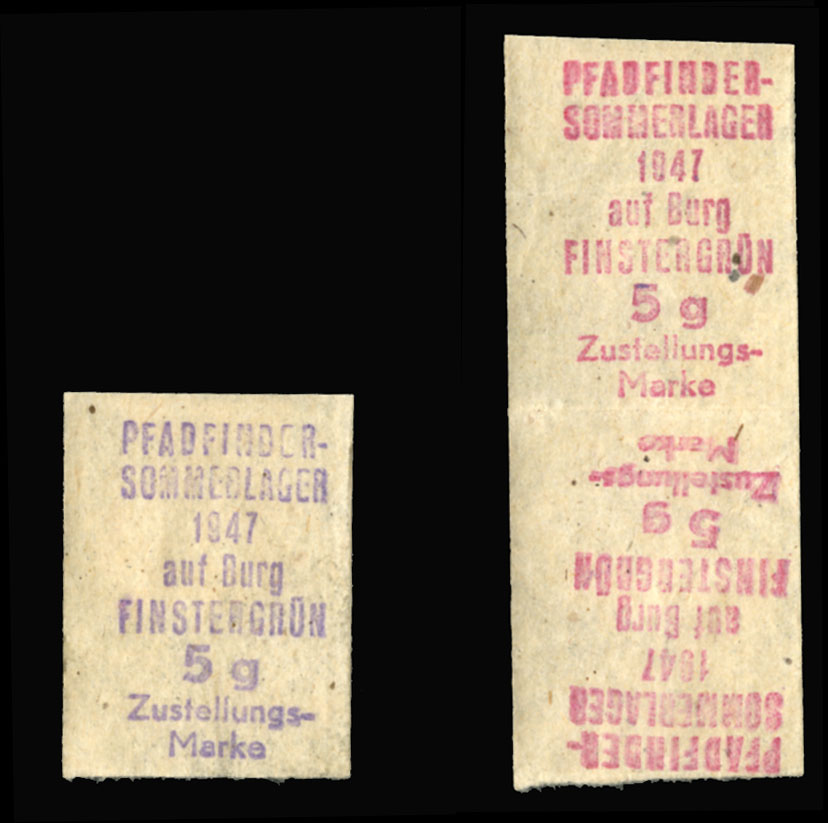 PFADFINDER-
SOMMERLAGER
1947
auf Burg
FINSTERGRÜN
5 g
Zustellungs-
Marke
PFADFINDER-
SOMMERLAGER
1947
auf Burg
FINSTERGRÜN
5 g
Zustellungs-
Marke
PFADFINDER-
SOMMERLAGER
1947
auf Burg
FINSTERGRÜN
5 g
Zustellungs-
Marke